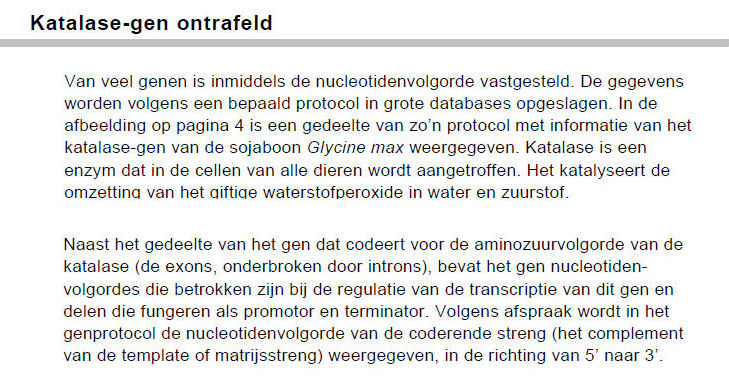 Katalase-gen ontrafeld
Van veel genen is inmiddels de nucleotidenvolgorde vastgesteld. De gegevens
worden volgens een bepaald protocol in grote databases opgeslagen. In de
afbeelding op pagina 4 is een gedeelte van zo’n protocol met informatie van het
katalase-gen van de sojaboon Glycine max weergegeven. Katalase is een
enzym dat in de cellen van alle dieren wordt aangetroffen. Het katalyseert de
omzetting van het giftige waterstofperoxide in water en zuurstof.
Naast het gedeelte van het gen dat codeert voor de aminozuurvolgorde van de
katalase (de exons, onderbroken door introns), bevat het gen nucleotiden-
volgordes die betrokken zijn bij de regulatie van de transcriptie van dit gen en
delen die fungeren als promotor en terminator. Volgens afspraak wordt in het
genprotocol de nucleotidenvolgorde van de coderende streng (het complement
van de template of matrijsstreng) weergegeven, in de richting van 5’ naar 3’.